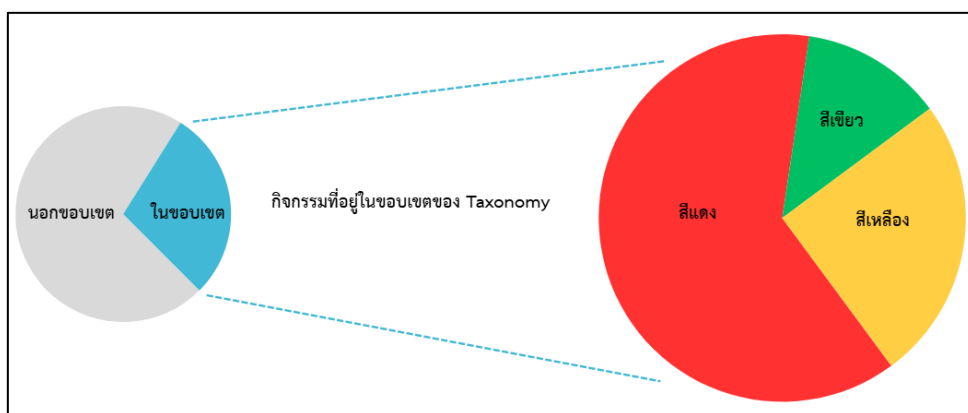 นอกขอบเขต
ในขอบเขต
กิจกรรมที่อยู่ในขอบเขตของ Taxonomy
สีแดง
สีเขียว
สีเหลือง